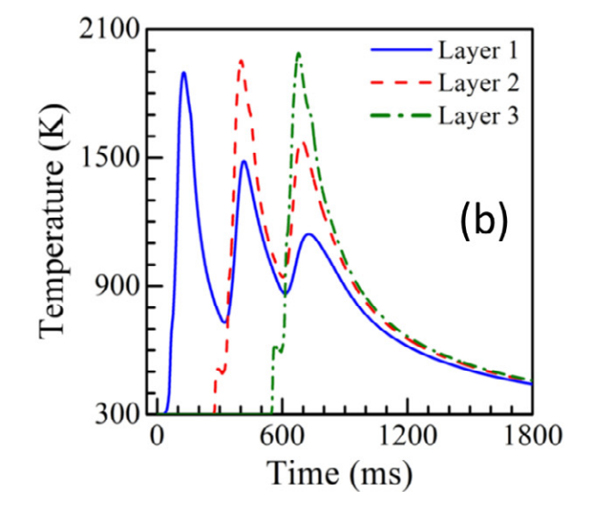 2100
1500
900
300
Temperature (K)
Layer 1
Layer 2
Layer 3
(b)
0
600
1200
1800
Time (ms)